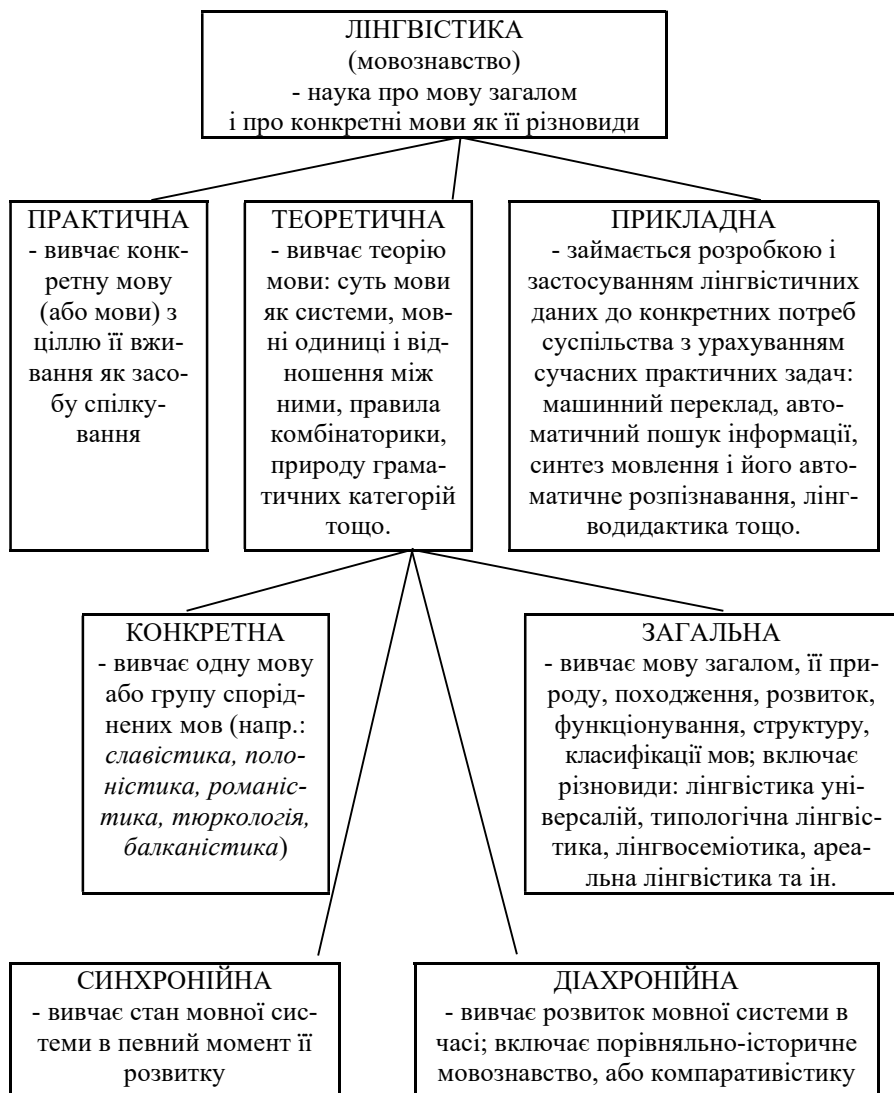 ЛІНГВІСТИКА
(мовознавство)
- наука про мову загалом
і про конкретні мови як її різновиди
ПРАКТИЧНА
- вивчає конк-
ретну мову
(або мови) з
ціллю її вжи-
вання як засо-
бу спілку-
вання
ТЕОРЕТИЧНА
- вивчає теорію
мови: суть мови
як системи, мов-
ні одиниці і від-
ношення між
ними, правила
комбінаторики,
природу грама-
тичних категорій
тощо.
ПРИКЛАДНА
- займається розробкою і
застосуванням лінгвістичних
даних до конкретних потреб
суспільства з урахуванням
сучасних практичних задач:
машинний переклад, авто-
матичний пошук інформації,
синтез мовлення і його авто-
матичне розпізнавання, лінг-
водидактика тощо.
КОНКРЕТНА
- вивчає одну мову
або групу спорід-
нених мов (напр.:
славістика, поло-
ністика, романіс-
тика, тюркологія,
балканістика)
ЗАГАЛЬНА
- вивчає мову загалом, її при-
роду, походження, розвиток,
функціонування, структуру,
класифікації мов; включає
різновиди: лінгвістика уні-
версалій, типологічна лінгвіс-
тика, лінгвосеміотика, ареа-
льна лінгвістика та ін.
СИНХРОНІЙНА
- вивчає стан мовної сис-
теми в певний момент її
розвитку
ДІАХРОНІЙНА
- вивчає розвиток мовної системи в
часі; включає порівняльно-історичне
мовознавство, або компаративістику